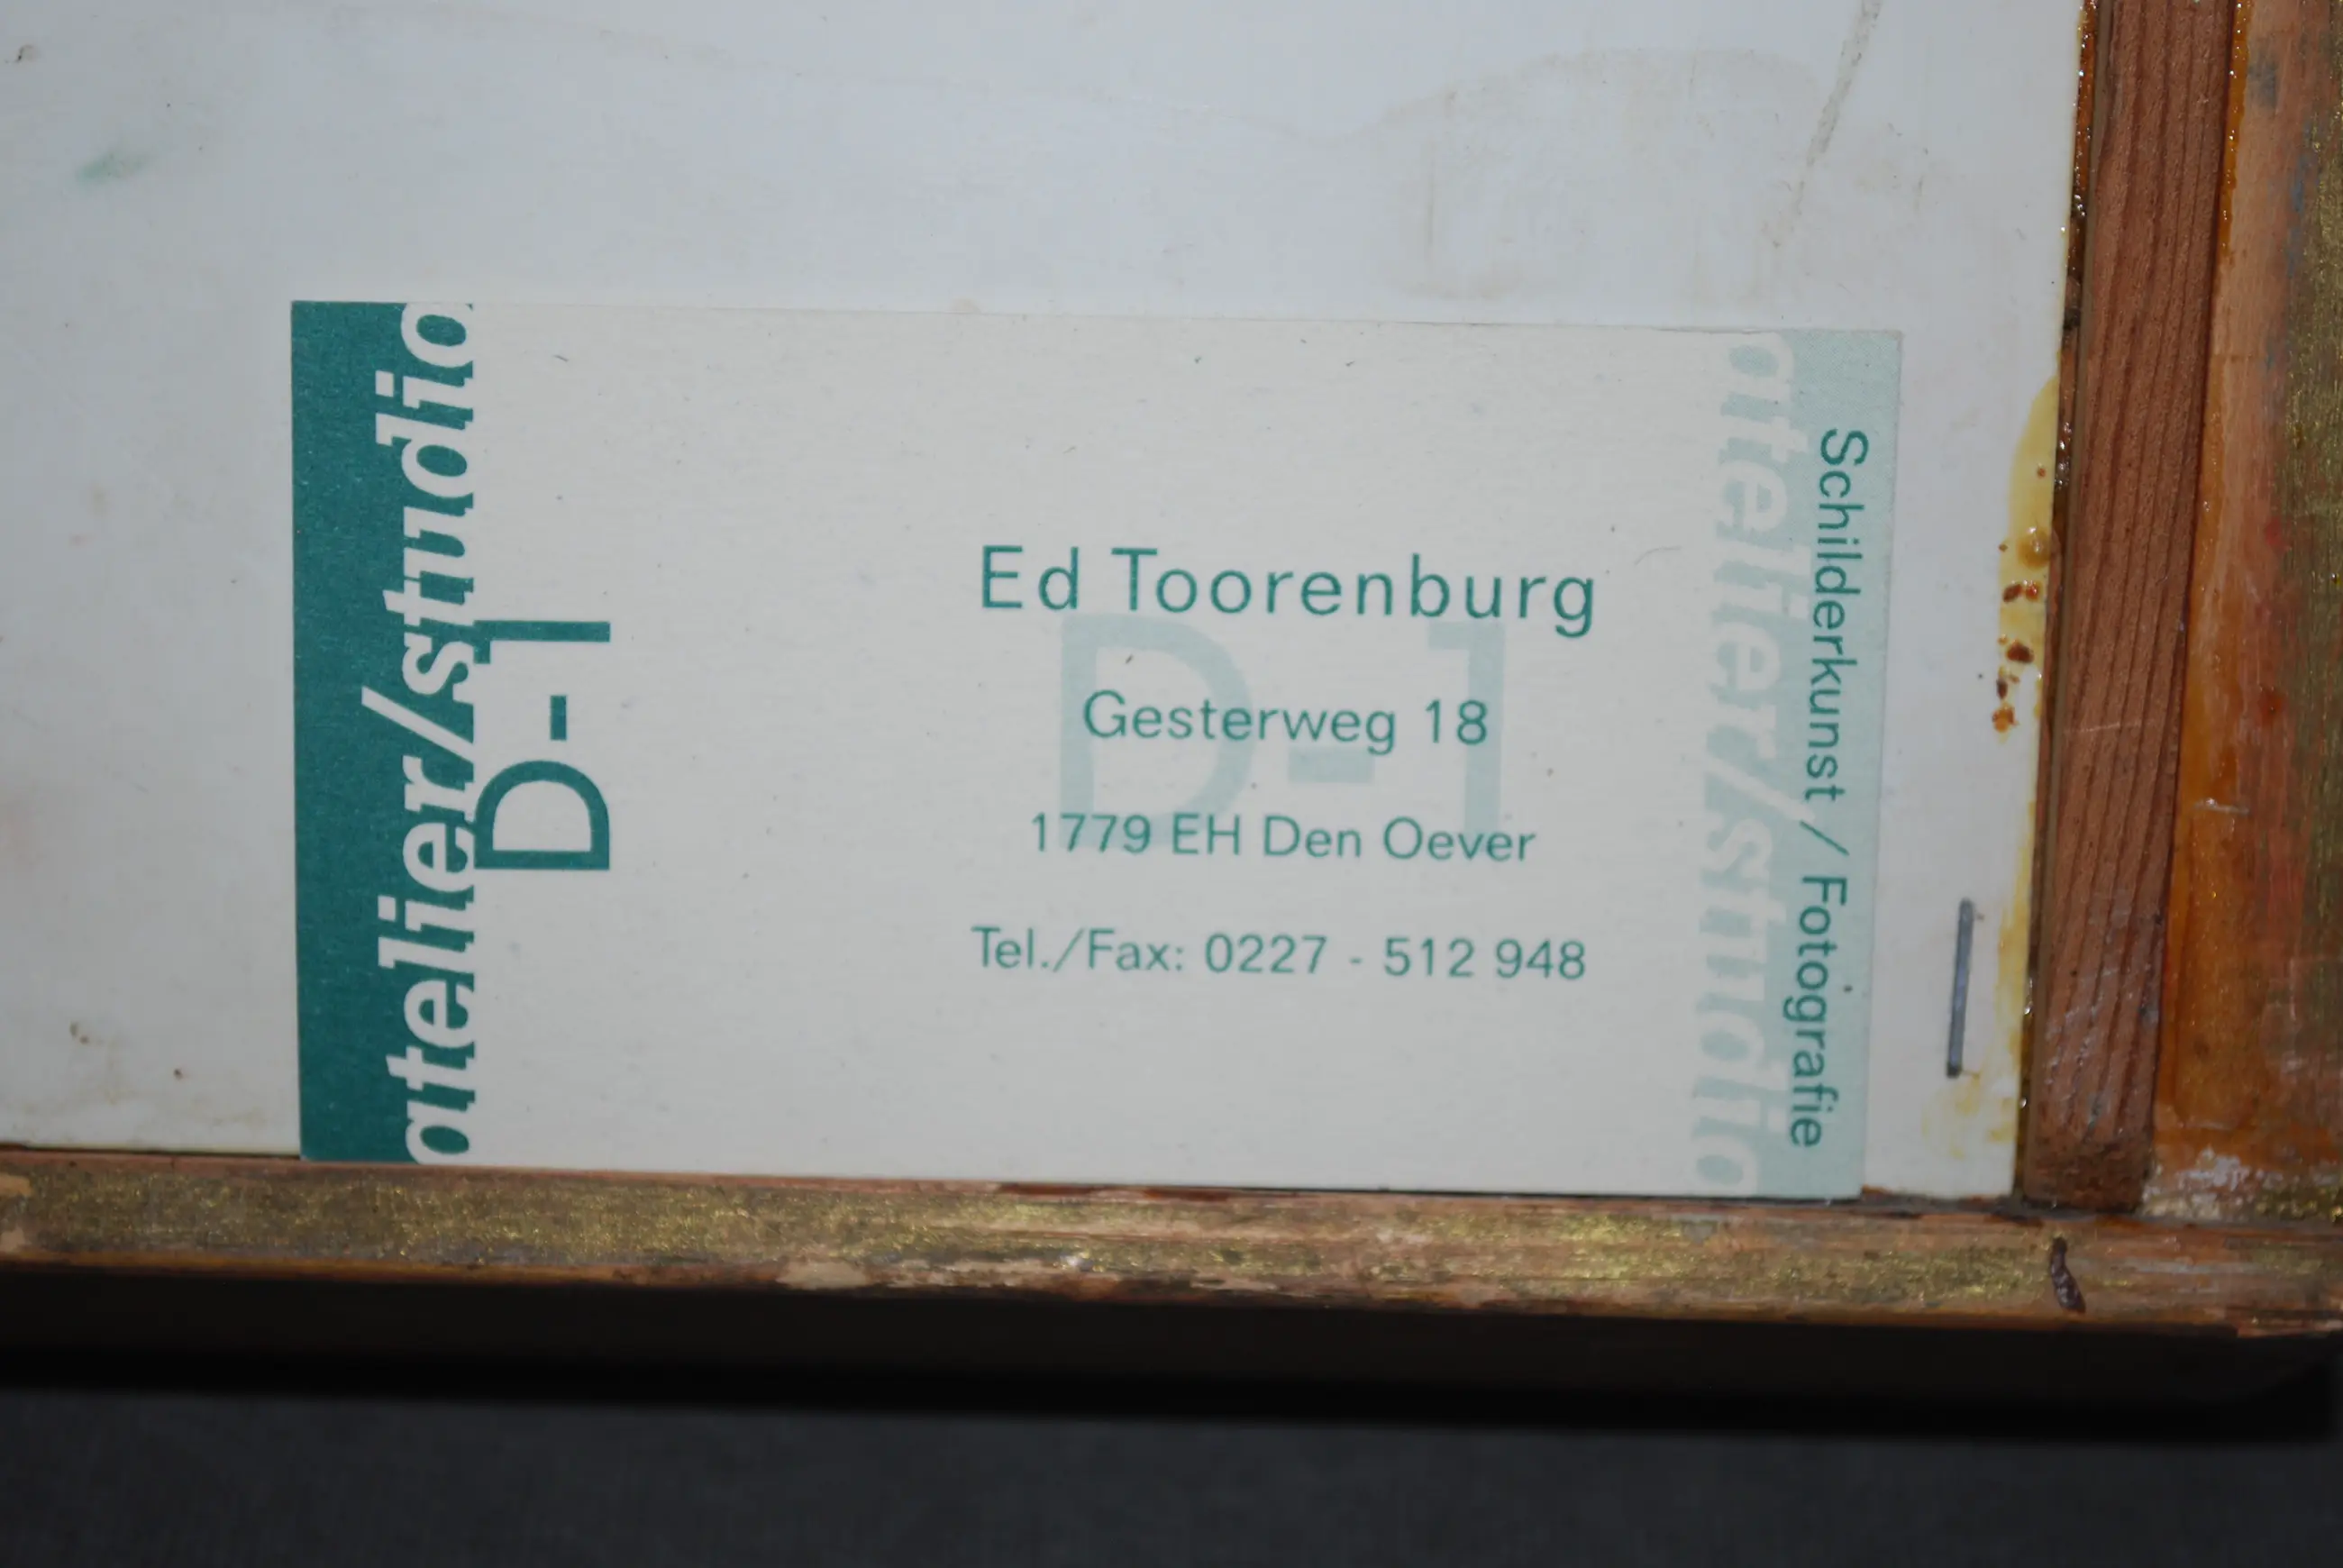 atelier/studio
D-1
Ed Toorenburg
D-1
Gesterweg 18
1779 EH Den Oever
Tel./Fax: 0227 - 512 948
atelier/studio
Schilderkunst / Fotografie